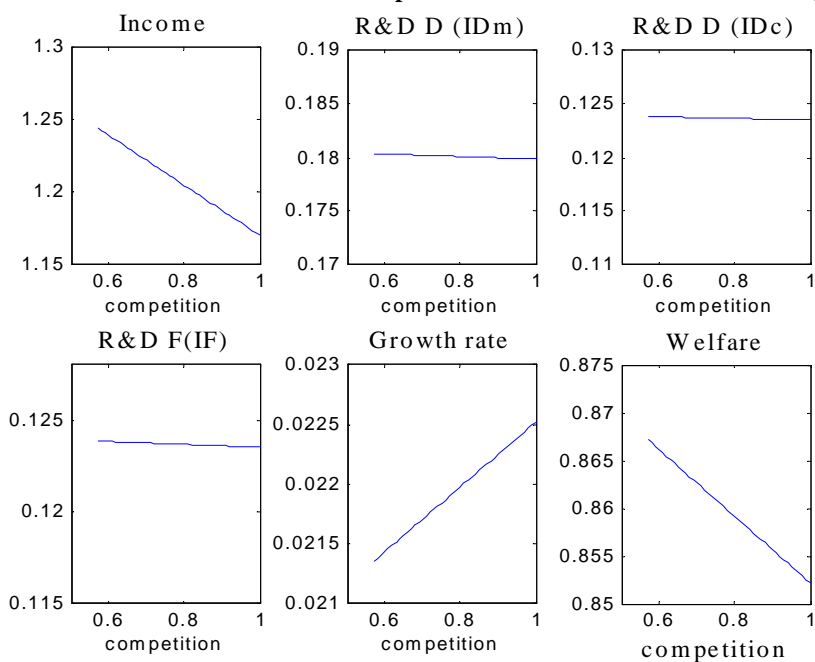 Income
1.3
1.25
1.2
1.15
0.6 0.8 1
competition
R&D D (IDm)
0.19
0.185
0.18
0.175
0.17
0.6 0.8 1
competition
R&D D (IDc)
0.13
0.125
0.12
0.115
0.11
0.6 0.8 1
competition
R&D F(IF)
0.125
0.12
0.115
0.6 0.8 1
competition
Growth rate
0.023
0.0225
0.022
0.0215
0.021
0.6 0.8 1
competition
Welfare
0.875
0.87
0.865
0.86
0.855
0.85
0.6 0.8 1
competition